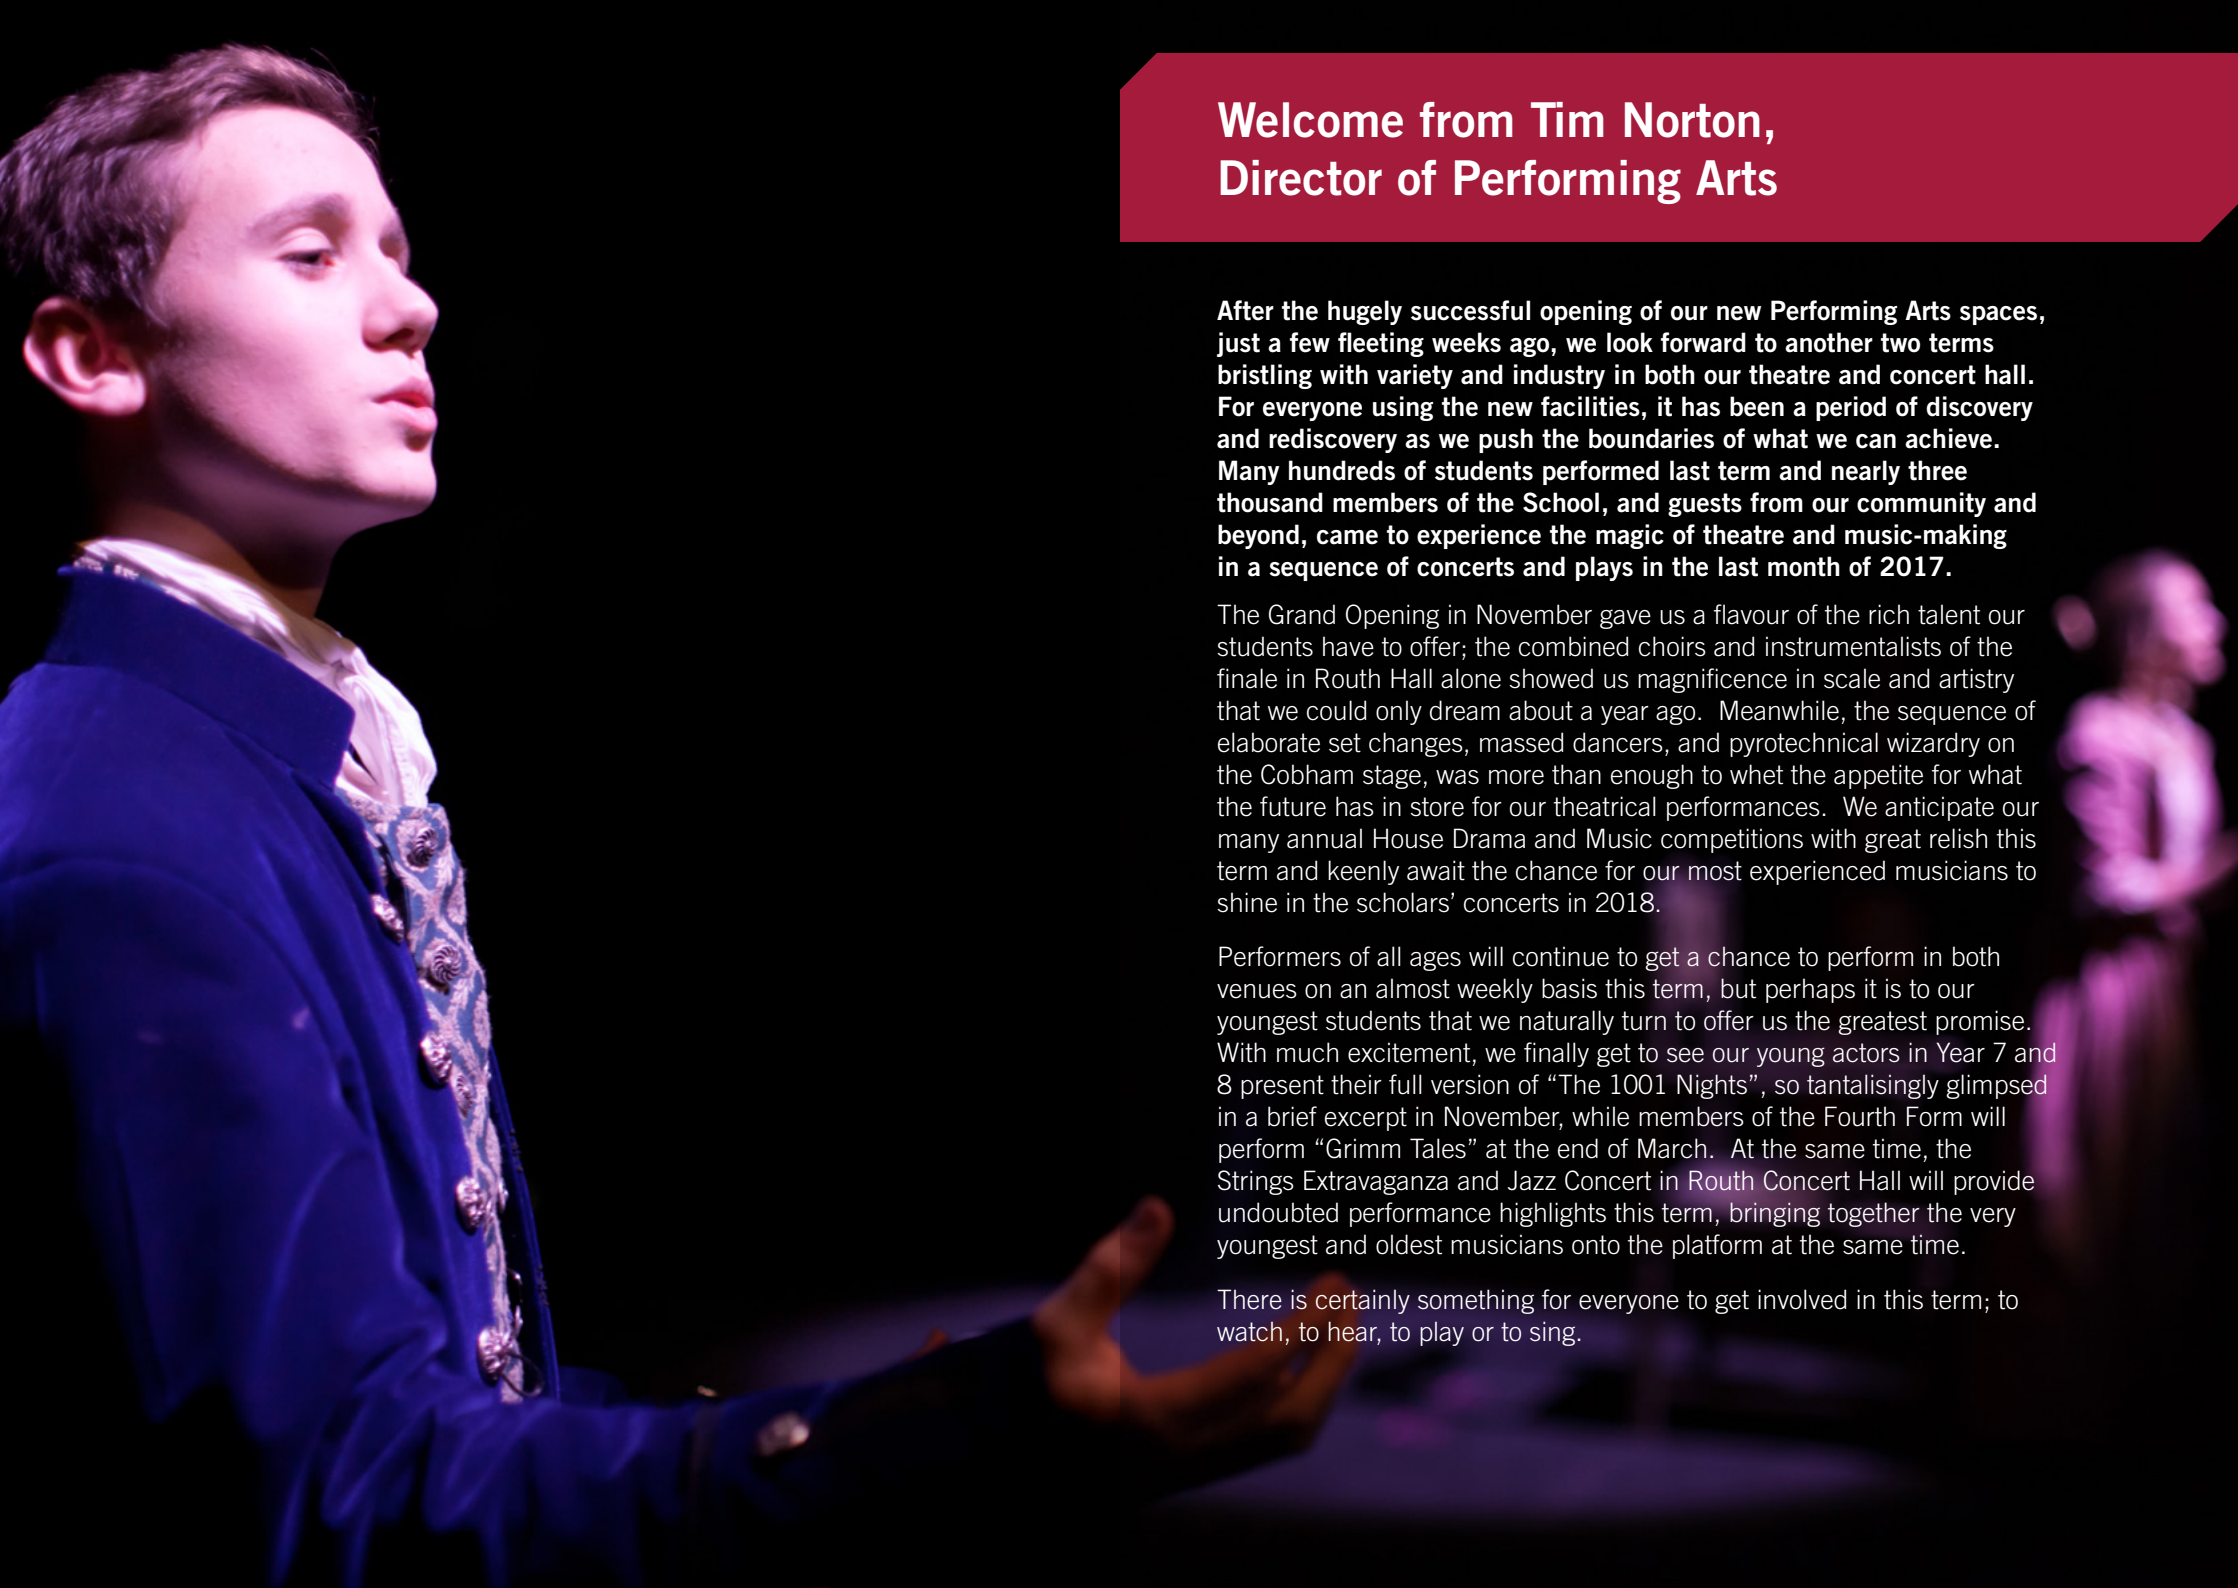 Welcome from Tim Norton,
Director of Performing Arts
After the hugely successful opening of our new Performing Arts spaces,
just a few fleeting weeks ago, we look forward to another two terms
bristling with variety and industry in both our theatre and concert hall.
For everyone using the new facilities, it has been a period of discovery
and rediscovery as we push the boundaries of what we can achieve.
Many hundreds of students performed last term and nearly three
thousand members of the School, and guests from our community and
beyond, came to experience the magic of theatre and music-making
in a sequence of concerts and plays in the last month of 2017.
The Grand Opening in November gave us a flavour of the rich talent our
students have to offer; the combined choirs and instrumentalists of the
finale in Routh Hall alone showed us magnificence in scale and artistry
that we could only dream about a year ago.  Meanwhile, the sequence of
elaborate set changes, massed dancers, and pyrotechnical wizardry on
the Cobham stage, was more than enough to whet the appetite for what
the future has in store for our theatrical performances.  We anticipate our
many annual House Drama and Music competitions with great relish this
term and keenly await the chance for our most experienced musicians to
shine in the scholars’ concerts in 2018.
Performers of all ages will continue to get a chance to perform in both
venues on an almost weekly basis this term, but perhaps it is to our
youngest students that we naturally turn to offer us the greatest promise.
With much excitement, we finally get to see our young actors in Year 7 and
8 present their full version of “The 1001 Nights”, so tantalisingly glimpsed
in a brief excerpt in November, while members of the Fourth Form will
perform “Grimm Tales” at the end of March.  At the same time, the
Strings Extravaganza and Jazz Concert in Routh Concert Hall will provide
undoubted performance highlights this term, bringing together the very
youngest and oldest musicians onto the platform at the same time.
There is certainly something for everyone to get involved in this term; to
watch, to hear, to play or to sing.